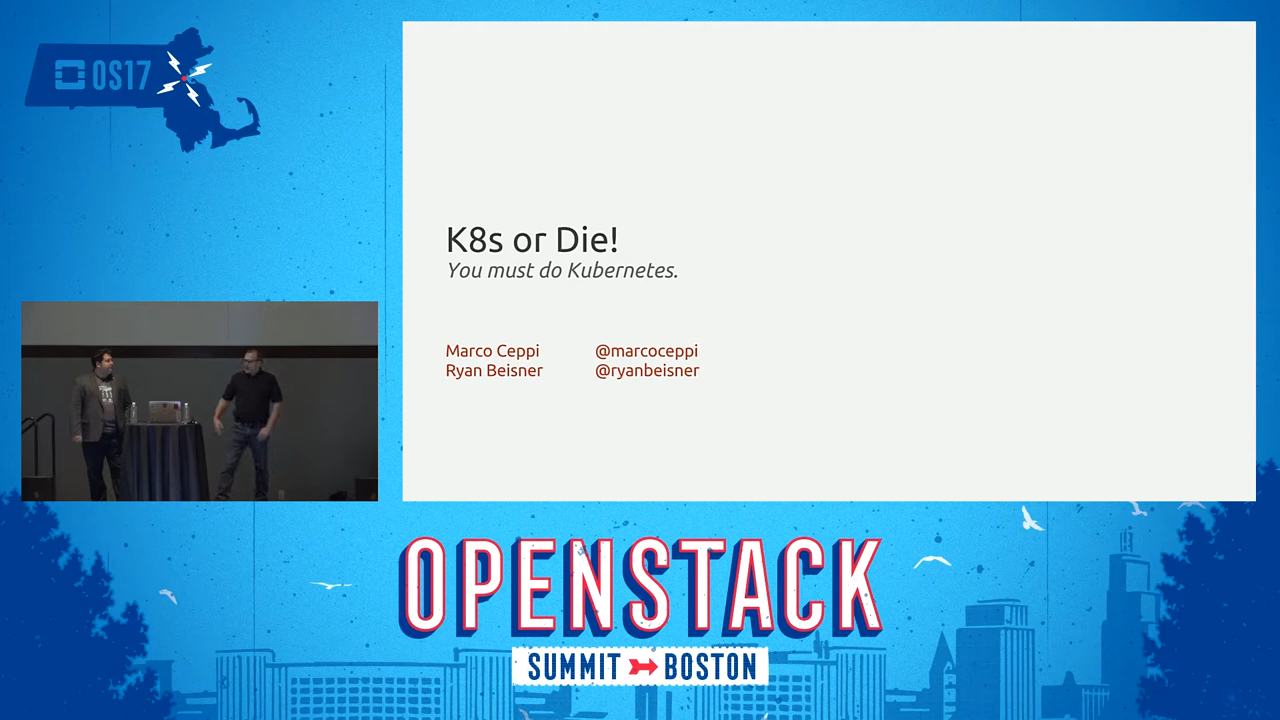 OS17
K8s or Die!
You must do Kubernetes.
Marco Ceppi @marcoceppi
Ryan Beisner @ryanbeisner
OPENSTACK
SUMMIT BOSTON